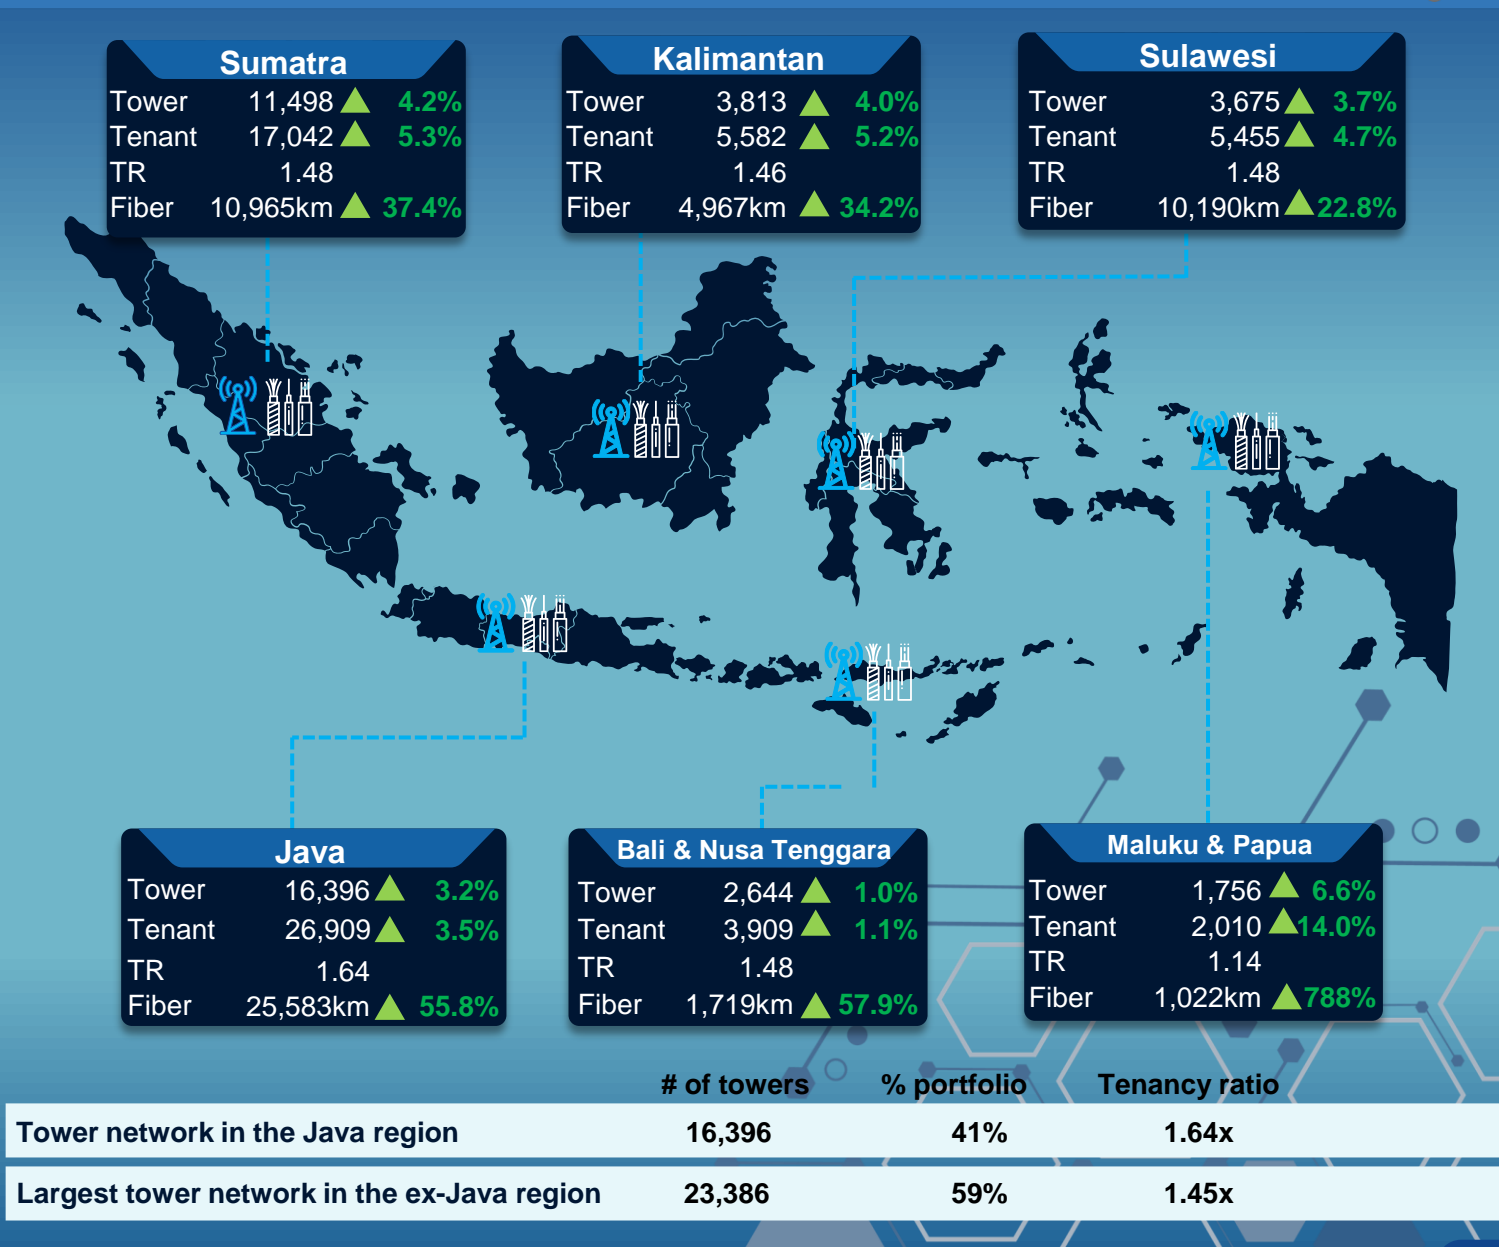 Sumatra
Tower 11,498 4.2%
Tenant 17,042 5.3%
TR 1.48
Fiber 10,965km 37.4%
Kalimantan
Tower 3,813 4.0%
Tenant 5,582 5.2%
TR 1.46
Fiber 4,967km 34.2%
Sulawesi
Tower 3,675 3.7%
Tenant 5,455 4.7%
TR 1.48
Fiber 10,190km 22.8%
Java
Tower 16,396 3.2%
Tenant 26,909 3.5%
TR 1.64
Fiber 25,583km 55.8%
Bali & Nusa Tenggara
Tower 2,644 1.0%
Tenant 3,909 1.1%
TR 1.48
Fiber 1,719km 57.9%
Maluku & Papua
Tower 1,756 6.6%
Tenant 2,010 14.0%
TR 1.14
Fiber 1,022km 788%
# of towers % portfolio Tenancy ratio
Tower network in the Java region 16,396 41% 1.64x
Largest tower network in the ex-Java region 23,386 59% 1.45x